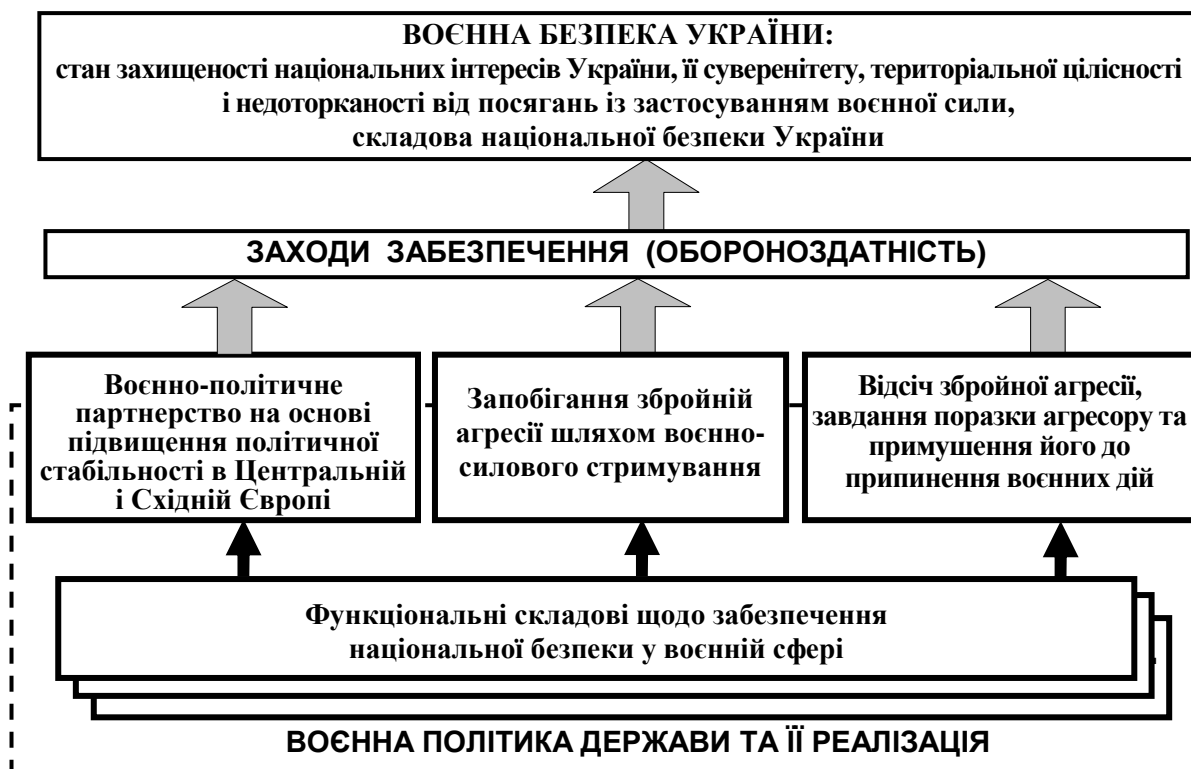 ВОЄННА БЕЗПЕКА УКРАЇНИ:
стан захищеності національних інтересів України, її суверенітету, територіальної цілісності
і недоторканості від посягань із застосуванням воєнної сили,
складова національної безпеки України
ЗАХОДИ ЗАБЕЗПЕЧЕННЯ (ОБОРОНОЗДАТНІСТЬ)
Воєнно-політичне
партнерство на основі
підвищення політичної
стабільності в Центральній
і Східній Європі
Запобігання збройній
агресії шляхом воєнно-
силового стримування
Відсіч збройної агресії,
завдання поразки агресору та
примушення його до
припинення воєнних дій
Функціональні складові щодо забезпечення
національної безпеки у воєнній сфері
ВОЄННА ПОЛІТИКА ДЕРЖАВИ ТА ЇЇ РЕАЛІЗАЦІЯ